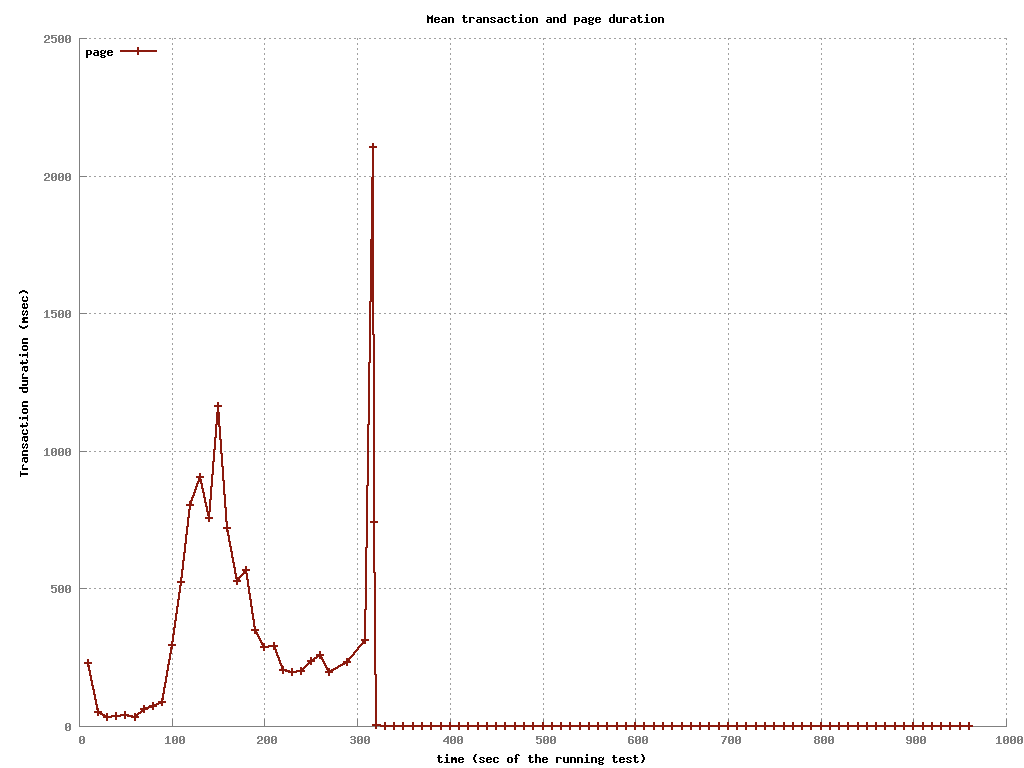 Mean transaction and page duration
2500
page
2000
1500
1000
500
0
Transaction duration (msec)
0 100 200 300 400 500 600 700 800 900 1000
time (sec of the running test)